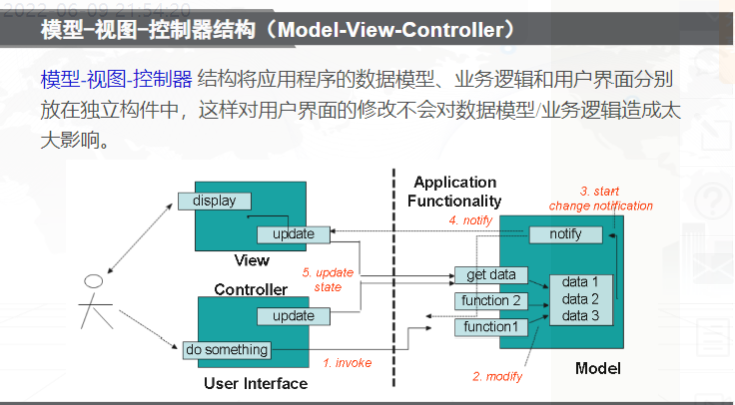 2022-06-09 21:54:20
模型–视图–控制器结构（Model-View-Controller）
模型-视图-控制器 结构将应用程序的数据模型、业务逻辑和用户界面分别
放在独立构件中，这样对用户界面的修改不会对数据模型/业务逻辑造成太
大影响。
display
update
View
Controller
update
do something
User Interface
1. invoke
5. update
state
Application
Functionality
4. notify
3. start
change notification
notify
get data
function 2
function1
data 1
data 2
data 3
2. modify
Model